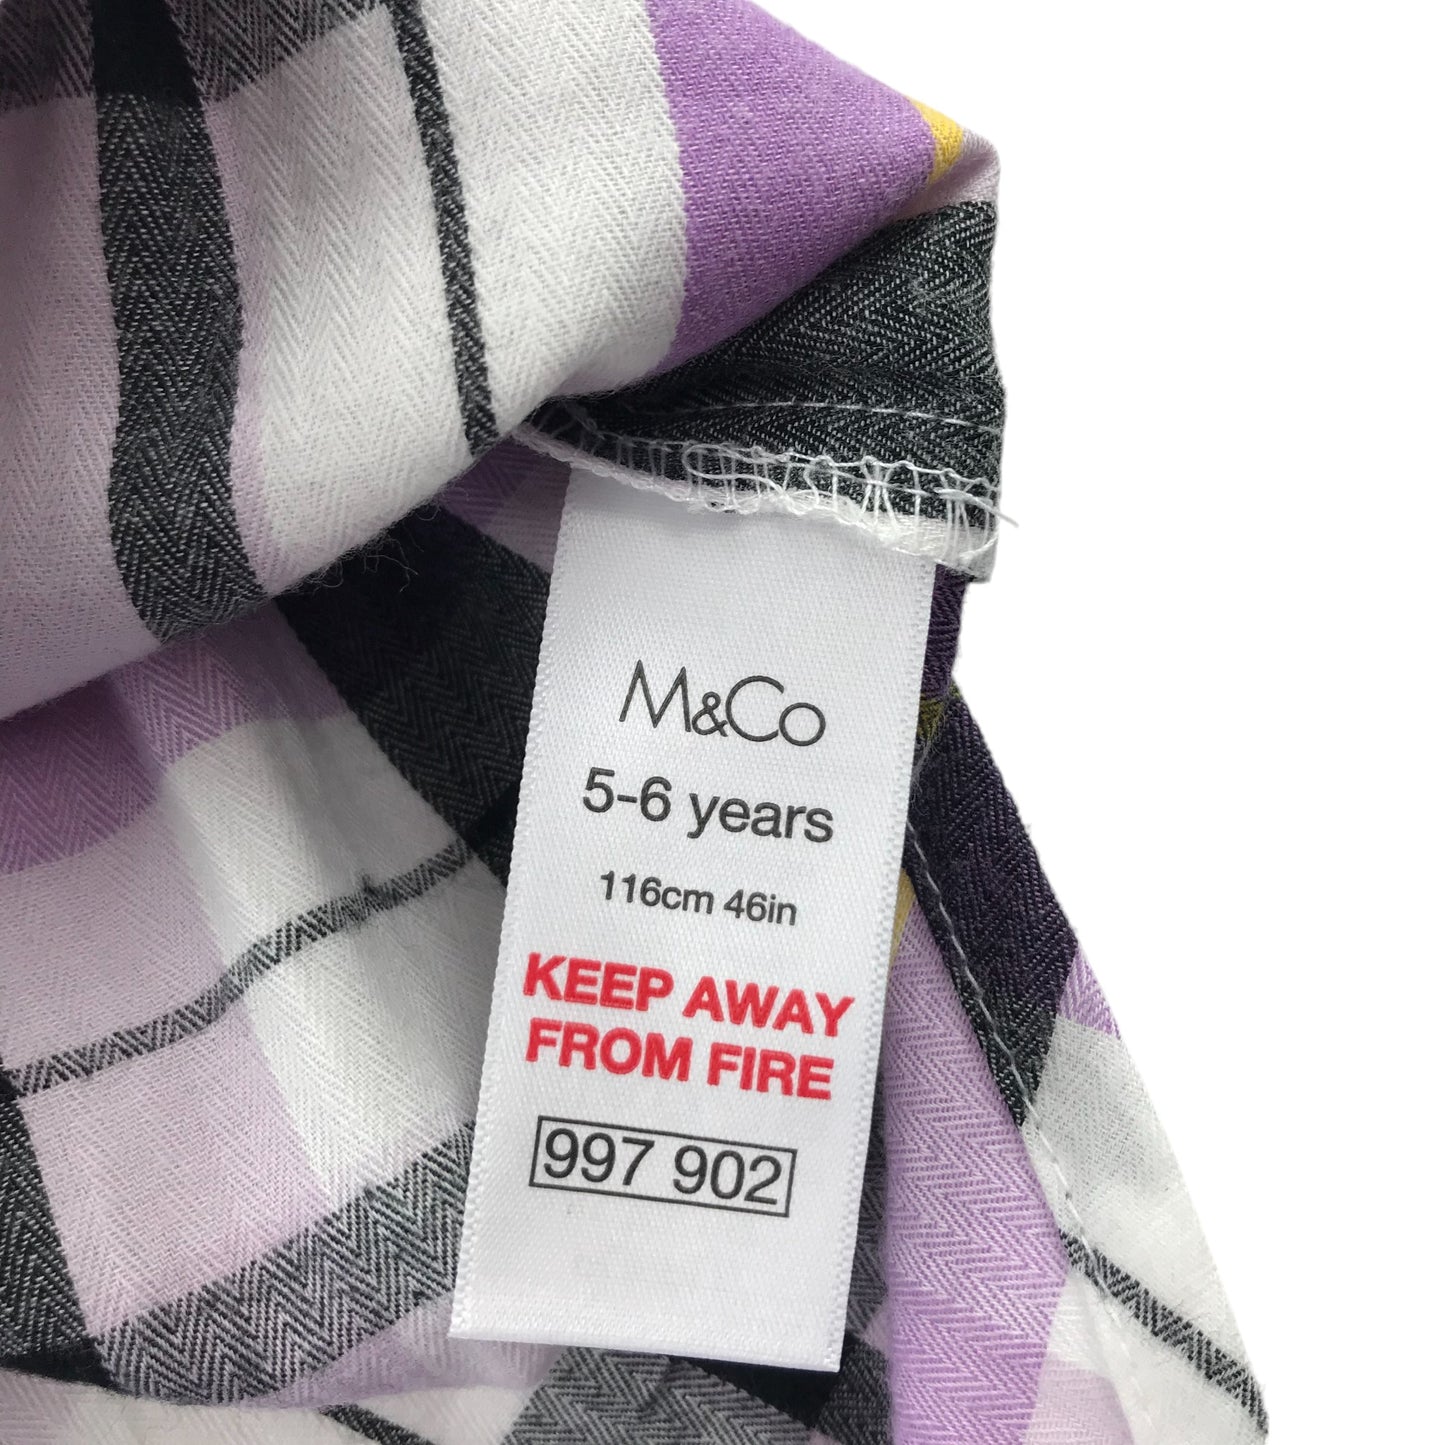 M&Co
5-6 years
116cm 46in
KEEP AWAY
FROM FIRE
997 902